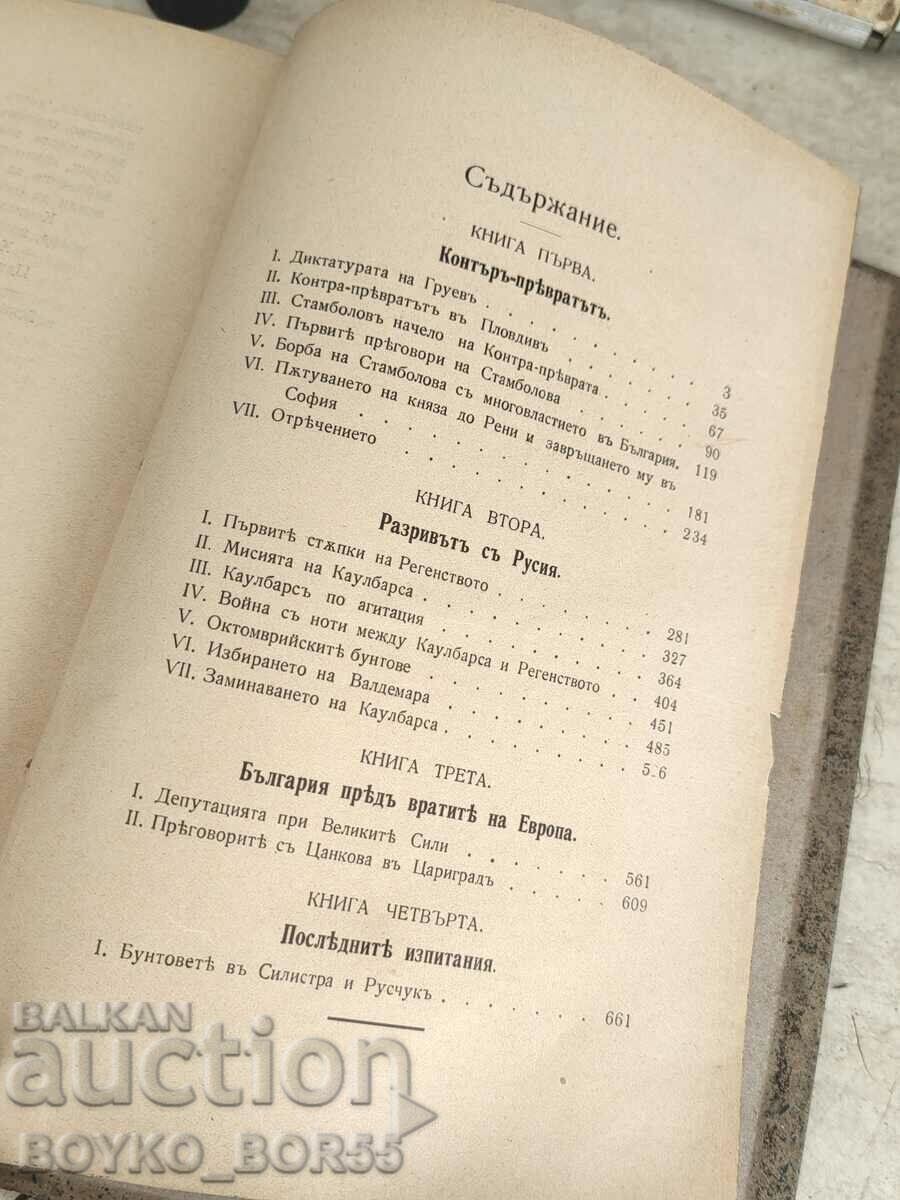 Съдържание.
КНИГА ПЪРВА.
Контъръ-прѣвратътъ.
I. Диктатурата на Груевъ . . . 3
II. Контра-прѣвратътъ въ Пловдивъ . . . 35
III. Стамболовъ начело на Контра-прѣврата . . . 67
IV. Първитѣ прѣговори на Стамболова . . . 90
V. Борба на Стамболова съ многовластието въ България. 119
VI. Пѫтуването на княза до Рени и завръщането му въ
София . . . 181
VII. Отрѣчението . . . 234
КНИГА ВТОРА.
Разривътъ съ Русия.
I. Първитѣ стѫпки на Регенството . . . 281
II. Мисията на Каулбарса . . . 327
III. Каулбарсъ по агитация . . . 364
IV. Война съ ноти между Каулбарса и Регенството . 404
V. Октомврийскитѣ бунтове . . . 451
VI. Избирането на Валдемара . . . 485
VII. Заминаването на Каулбарса . . .
КНИГА ТРЕТА.
България прѣдъ вратитѣ на Европа.
I. Депутацията при Великитѣ Сили . . . 561
II. Прѣговоритѣ съ Цанкова въ Цариградъ . . . 609
КНИГА ЧЕТВЪРТА.
Послѣднитѣ изпитания.
I. Бунтоветѣ въ Силистра и Русчукъ . . . 661
BALKAN
auction
BOYKO_BOR55